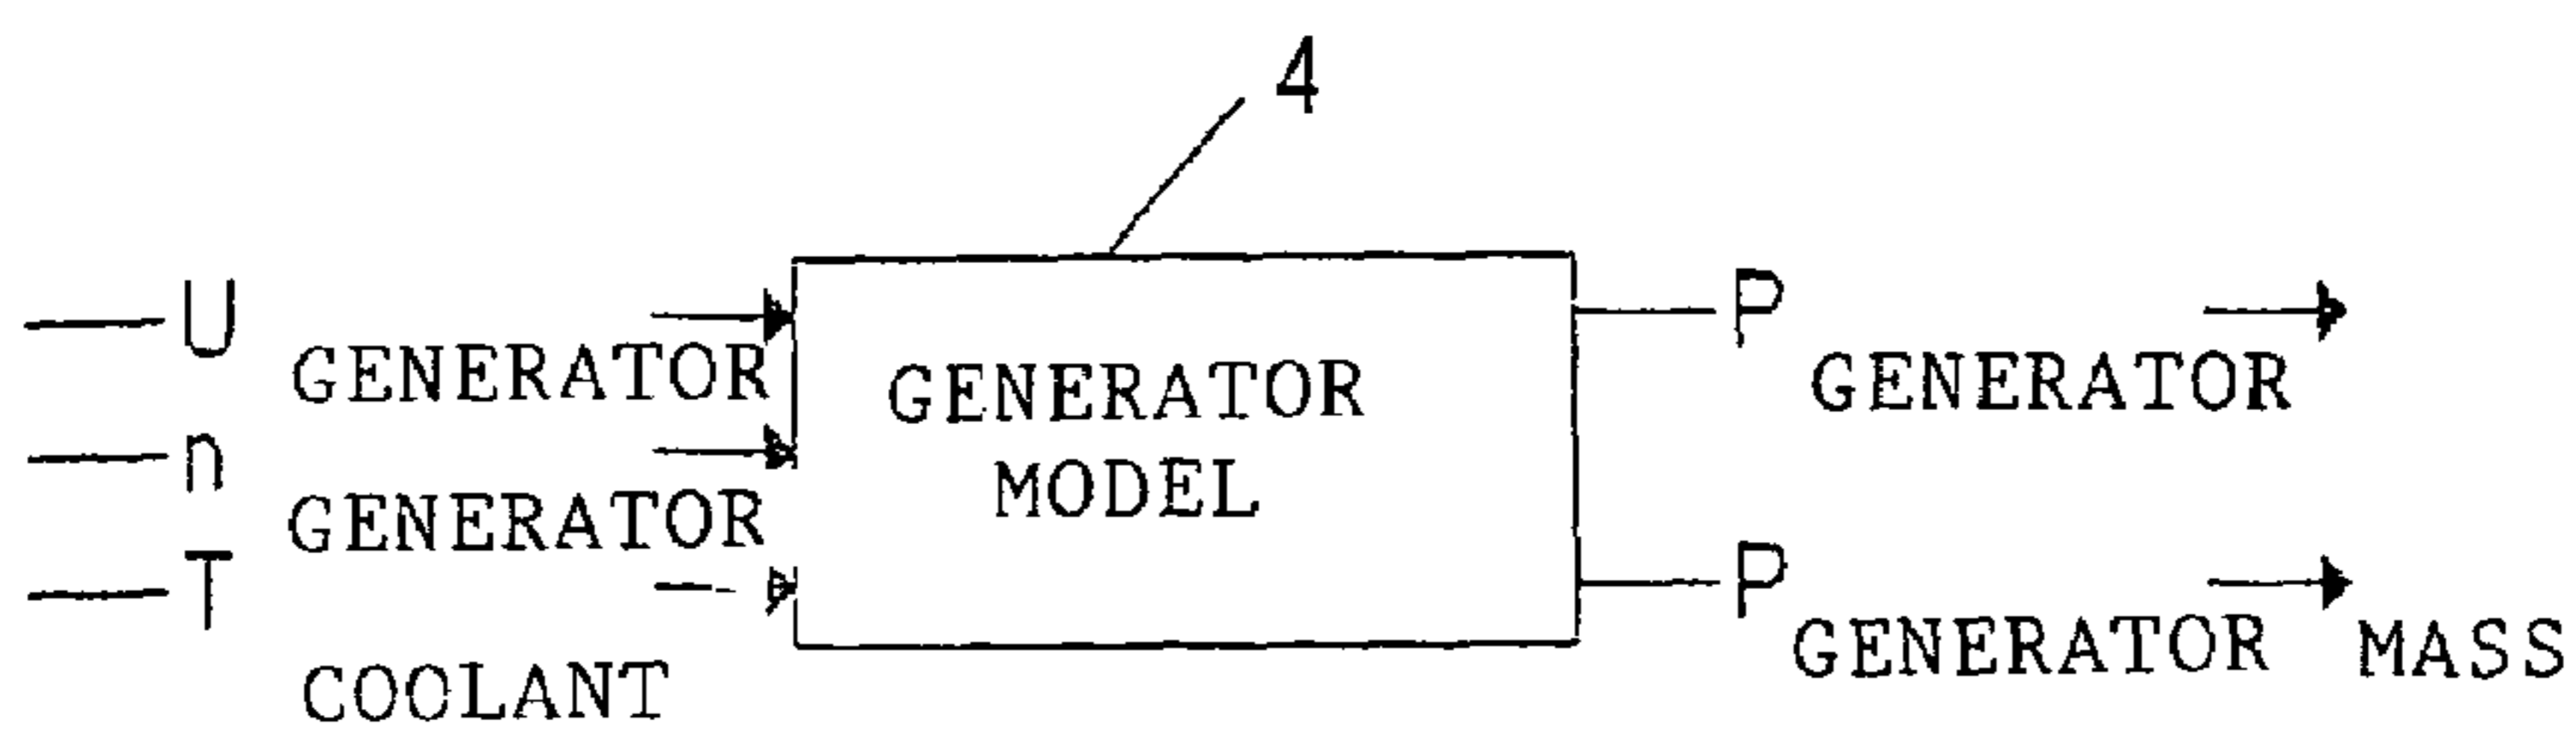 4
U GENERATOR
n GENERATOR
T COOLANT
GENERATOR
MODEL
P GENERATOR
P GENERATOR MASS